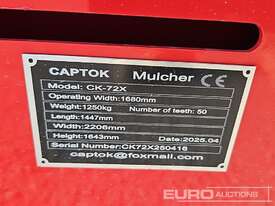 CAPTOK Mulcher CE
Model: CK-72X
Operating Width:1680mm
Weight:1250kg Number of teeth: 50
Length:1447mm
Width:2206mm
Height:1643mm Date:2025.04
Serial Number:CK72X250416
captok@foxmail.com
EURO AUCTIONS